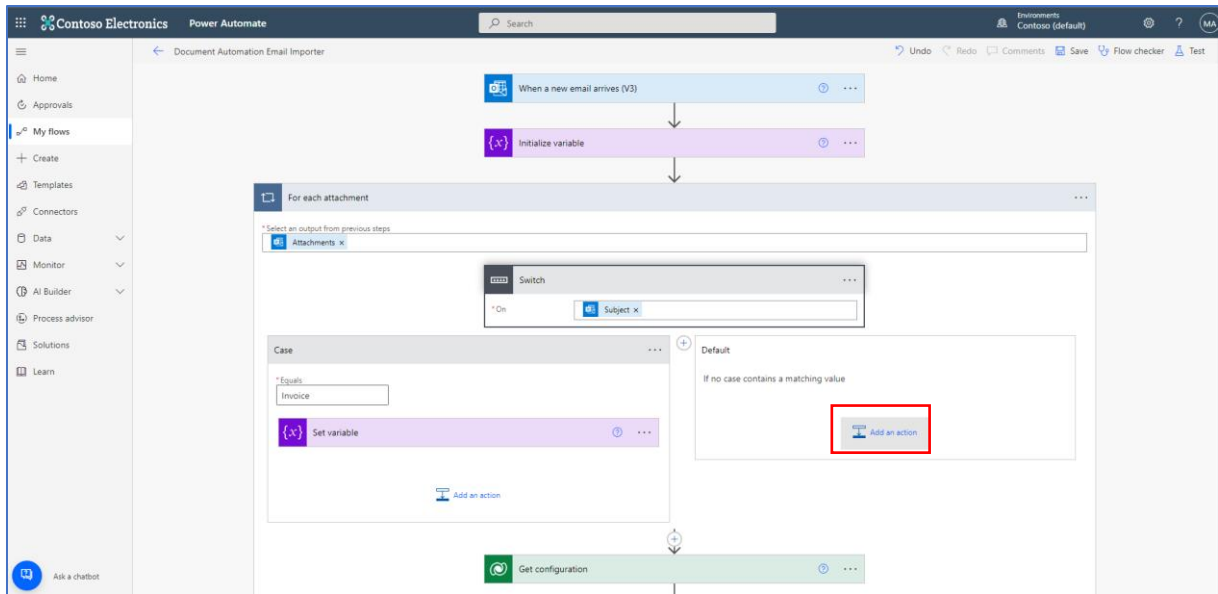 Contoso Electronics Power Automate
Search
Environments
Contoso (default)
?
MA
Document Automation Email Importer
Undo Redo Comments Save Flow checker Test
Home
Approvals
My flows
Create
Templates
Connectors
Data
Monitor
AI Builder
Process advisor
Solutions
Learn
Ask a chatbot
When a new email arrives (V3)
{x} Initialize variable
For each attachment
* Select an output from previous steps
Attachments ×
Switch
* On Subject ×
Case
* Equals
Invoice
{x} Set variable
Add an action
Default
If no case contains a matching value
Add an action
Get configuration